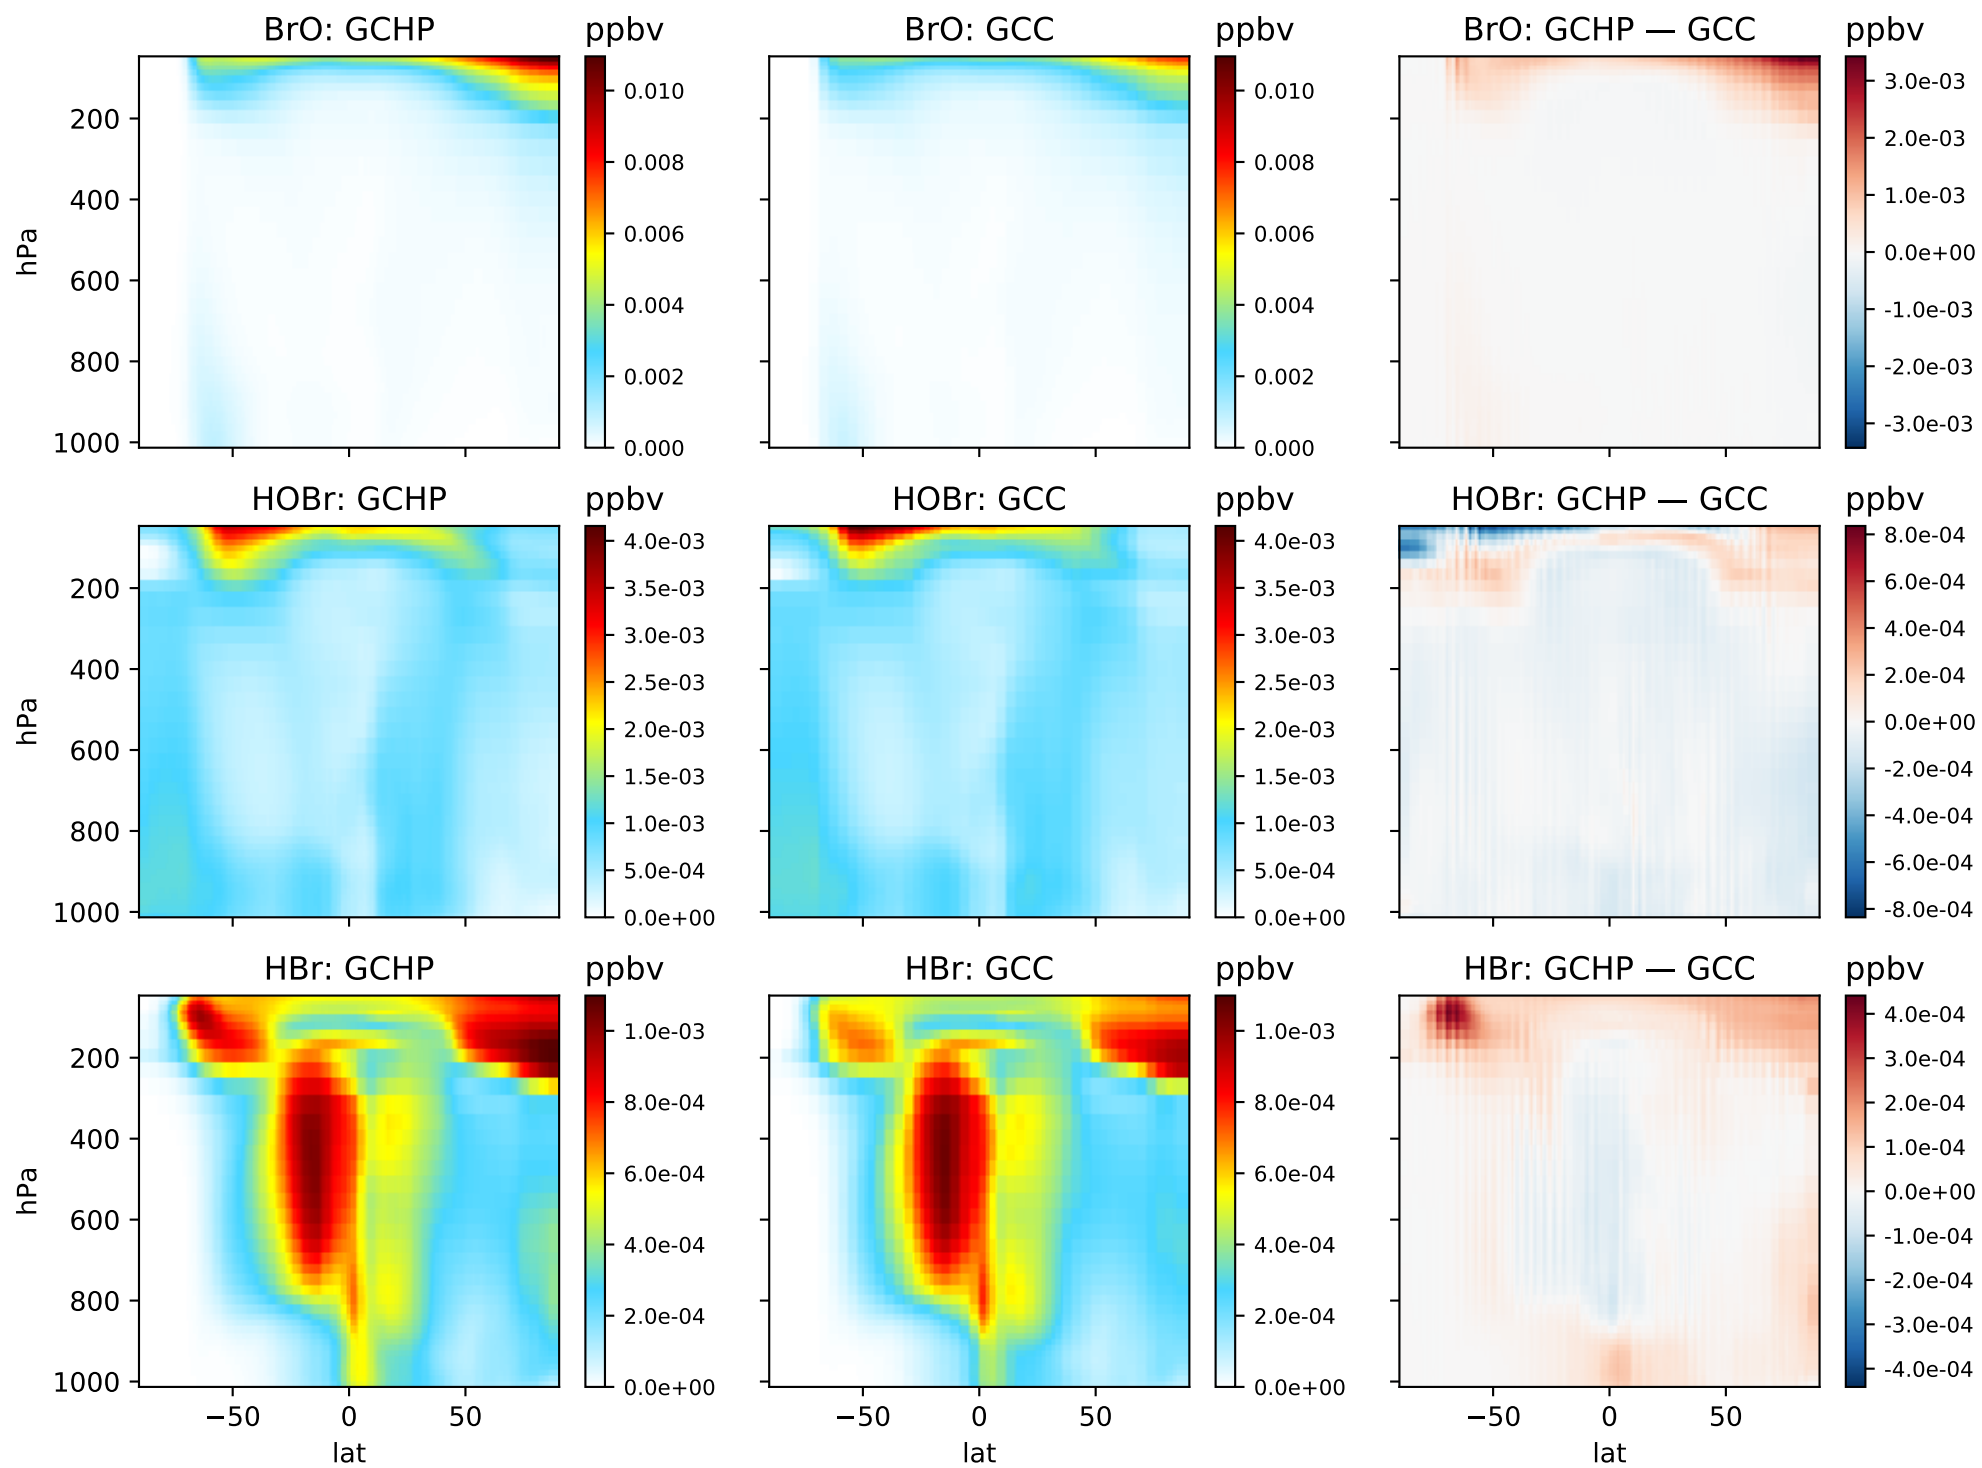 BrO: GCHP ppbv BrO: GCC ppbv BrO: GCHP — GCC ppbv
200
400
600
800
1000
hPa
0.010
0.008
0.006
0.004
0.002
0.000
0.010
0.008
0.006
0.004
0.002
0.000
3.0e-03
2.0e-03
1.0e-03
0.0e+00
-1.0e-03
-2.0e-03
-3.0e-03
HOBr: GCHP ppbv HOBr: GCC ppbv HOBr: GCHP — GCC ppbv
200
400
600
800
1000
hPa
4.0e-03
3.5e-03
3.0e-03
2.5e-03
2.0e-03
1.5e-03
1.0e-03
5.0e-04
0.0e+00
4.0e-03
3.5e-03
3.0e-03
2.5e-03
2.0e-03
1.5e-03
1.0e-03
5.0e-04
0.0e+00
8.0e-04
6.0e-04
4.0e-04
2.0e-04
0.0e+00
-2.0e-04
-4.0e-04
-6.0e-04
-8.0e-04
HBr: GCHP ppbv HBr: GCC ppbv HBr: GCHP — GCC ppbv
200
400
600
800
1000
hPa
1.0e-03
8.0e-04
6.0e-04
4.0e-04
2.0e-04
0.0e+00
1.0e-03
8.0e-04
6.0e-04
4.0e-04
2.0e-04
0.0e+00
4.0e-04
3.0e-04
2.0e-04
1.0e-04
0.0e+00
-1.0e-04
-2.0e-04
-3.0e-04
-4.0e-04
−50 0 50 −50 0 50 −50 0 50
lat lat lat